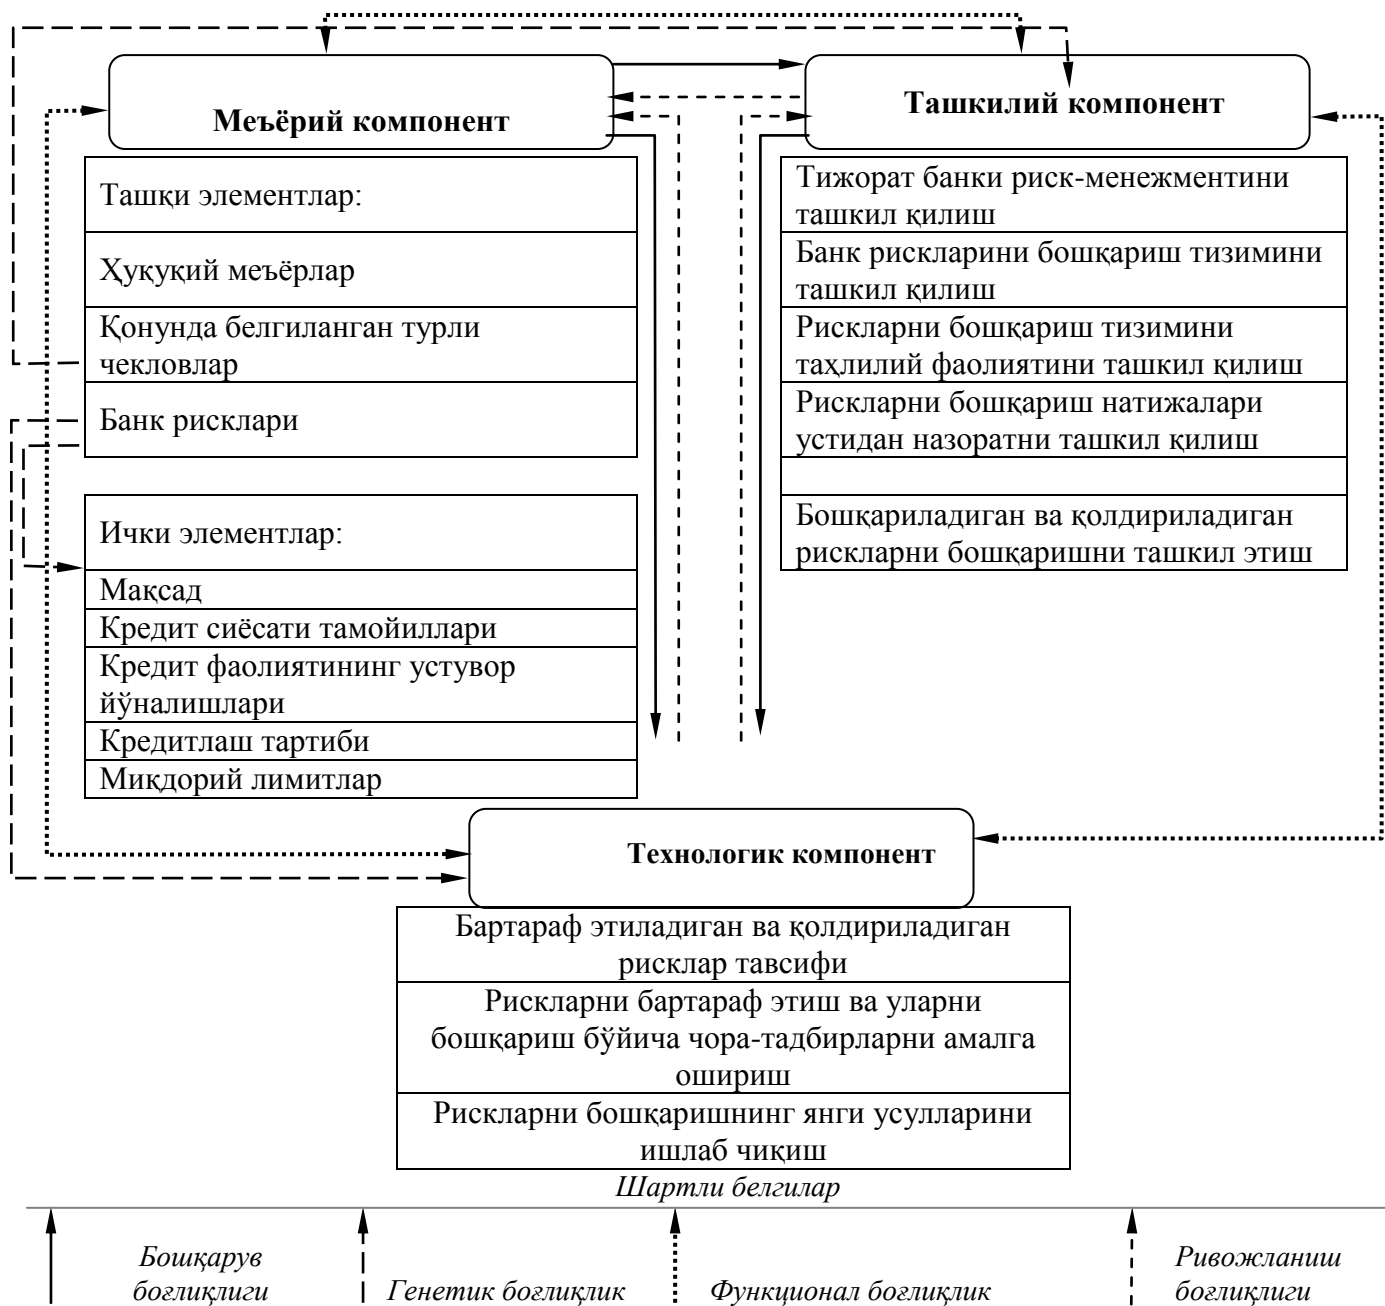 Меъёрий компонент
Ташқи элементлар:
Ҳуқуқий меъёрлар
Қонунда белгиланган турли
чекловлар
Банк рисклари
Ички элементлар:
Мақсад
Кредит сиёсати тамойиллари
Кредит фаолиятининг устувор
йўналишлари
Кредитлаш тартиби
Миқдорий лимитлар
Ташкилий компонент
Тижорат банки риск-менежментини
ташкил қилиш
Банк рискларини бошқариш тизимини
ташкил қилиш
Рискларни бошқариш тизимини
таҳлилий фаолиятини ташкил қилиш
Рискларни бошқариш натижалари
устидан назоратни ташкил қилиш
Бошқариладиган ва қолдириладиган
рискларни бошқаришни ташкил этиш
Технологик компонент
Бартараф этиладиган ва қолдириладиган
рисклар тавсифи
Рискларни бартараф этиш ва уларни
бошқариш бўйича чора-тадбирларни амалга
ошириш
Рискларни бошқаришнинг янги усулларини
ишлаб чиқиш
Шартли белгилар
Бошқарув
боғлиқлиги
Генетик боғлиқлик
Функционал боғлиқлик
Ривожланиш
боғлиқлиги